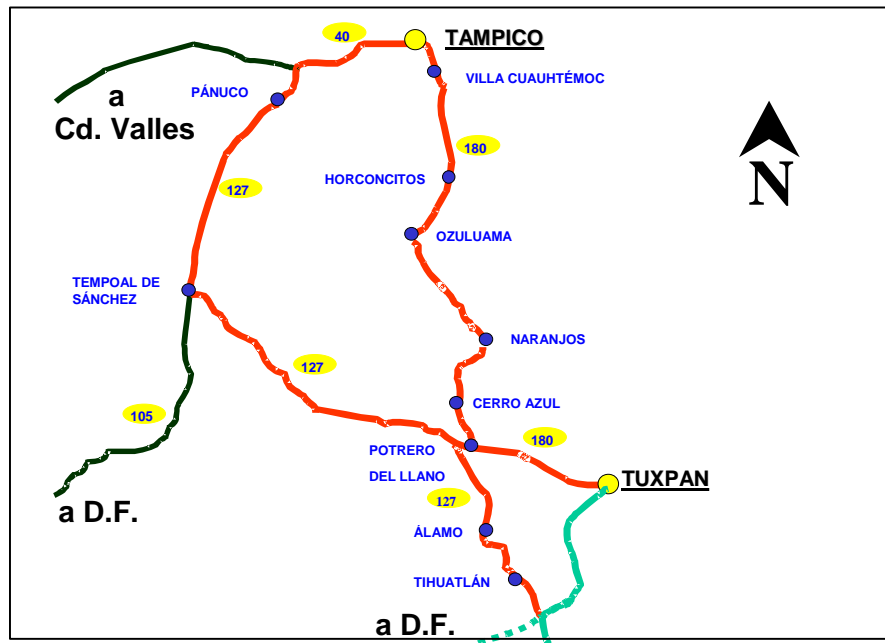 40
TAMPICO
VILLA CUAUHTÉMOC
a
Cd. Valles
PÁNUCO
N
180
HORCONCITOS
127
OZULUAMA
TEMPOAL DE
SÁNCHEZ
NARANJOS
127
CERRO AZUL
105
180
POTRERO
DEL LLANO
TUXPAN
127
a D.F.
ÁLAMO
TIHUATLÁN
a D.F.